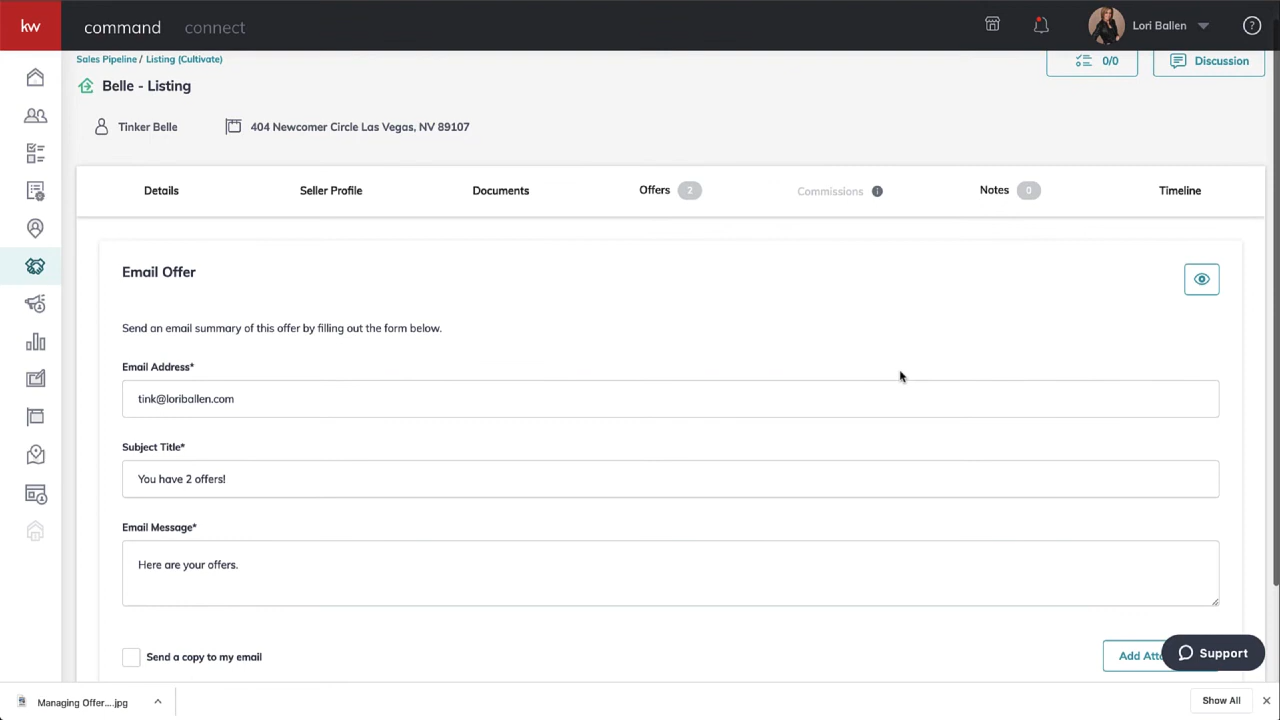 kw command connect Lori Ballen ?
Sales Pipeline / Listing (Cultivate) 0/0 Discussion
Belle - Listing
Tinker Belle 404 Newcomer Circle Las Vegas, NV 89107
Details Seller Profile Documents Offers 2 Commissions i Notes 0 Timeline
Email Offer
Send an email summary of this offer by filling out the form below.
Email Address*
tink@loriballen.com
Subject Title*
You have 2 offers!
Email Message*
Here are your offers.
Send a copy to my email Add Atta Support
Managing Offer....jpg Show All